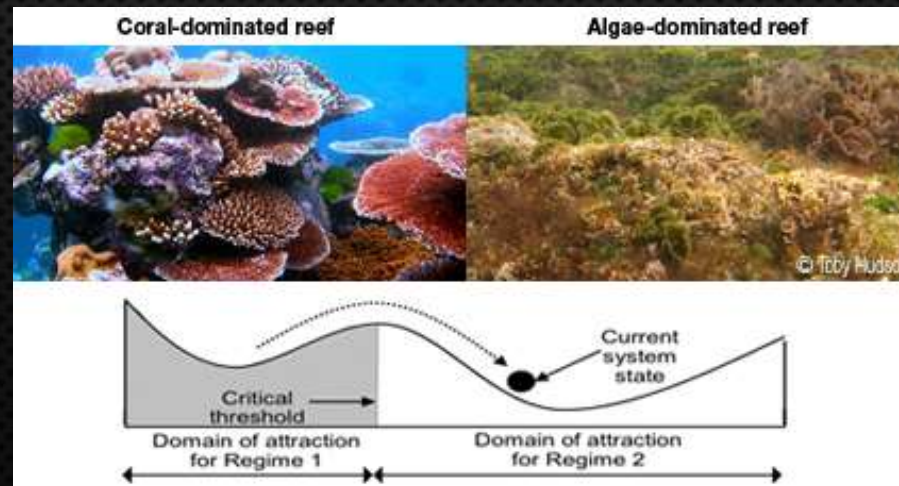 Coral-dominated reef
Algae-dominated reef
© Toby Hudson
Current
system
state
Critical
threshold
Domain of attraction
for Regime 1
Domain of attraction
for Regime 2